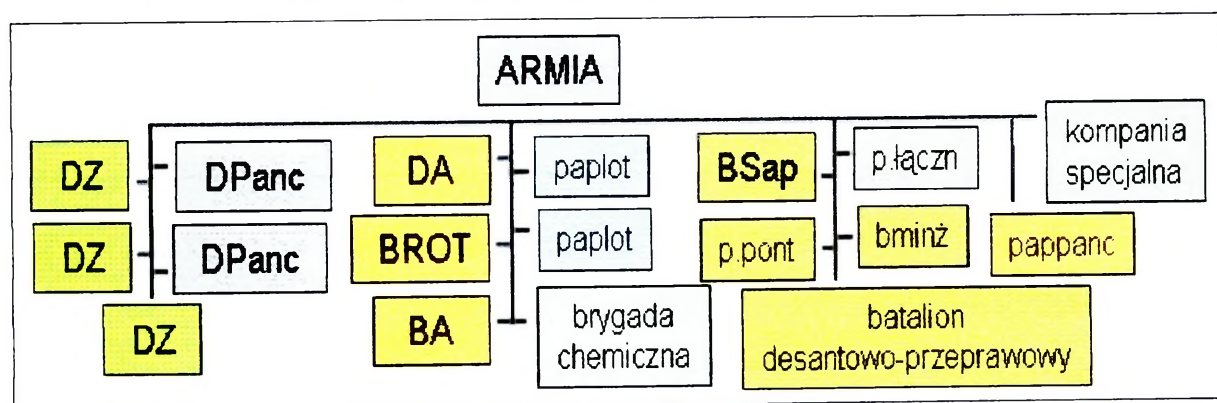 ARMIA
DZ
DPanc
DZ
DPanc
DZ
DA
paplot
BROT
paplot
BA
brygada
chemiczna
BSap
p.łączn
p.pont
bminż
batalion
desantowo-przeprawowy
pappanc
kompania
specjalna